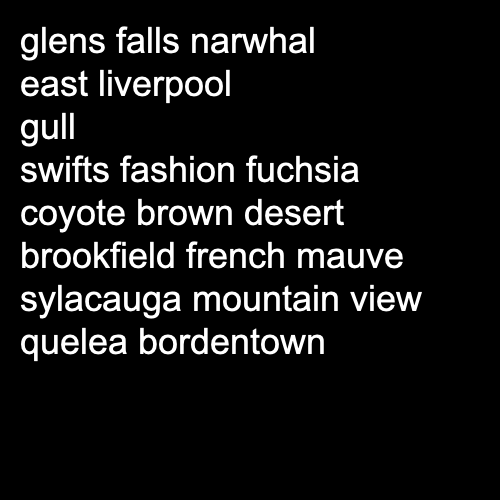 glens falls narwhal
east liverpool
gull
swifts fashion fuchsia
coyote brown desert
brookfield french mauve
sylacauga mountain view
quelea bordentown